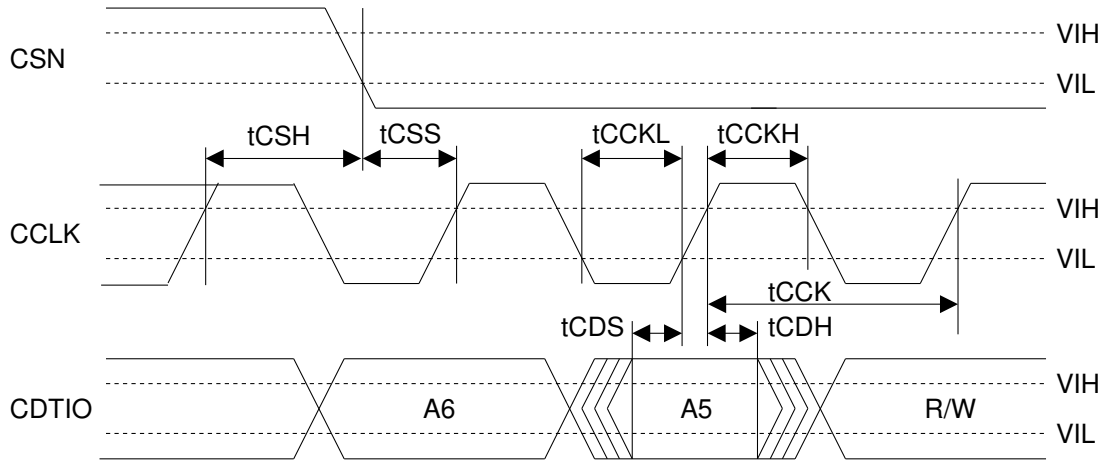 VIH
CSN
VIL
tCSH
tCSS
tCCKL
tCCKH
VIH
CCLK
VIL
tCCK
tCDS
tCDH
VIH
CDTIO
A6
A5
R/W
VIL